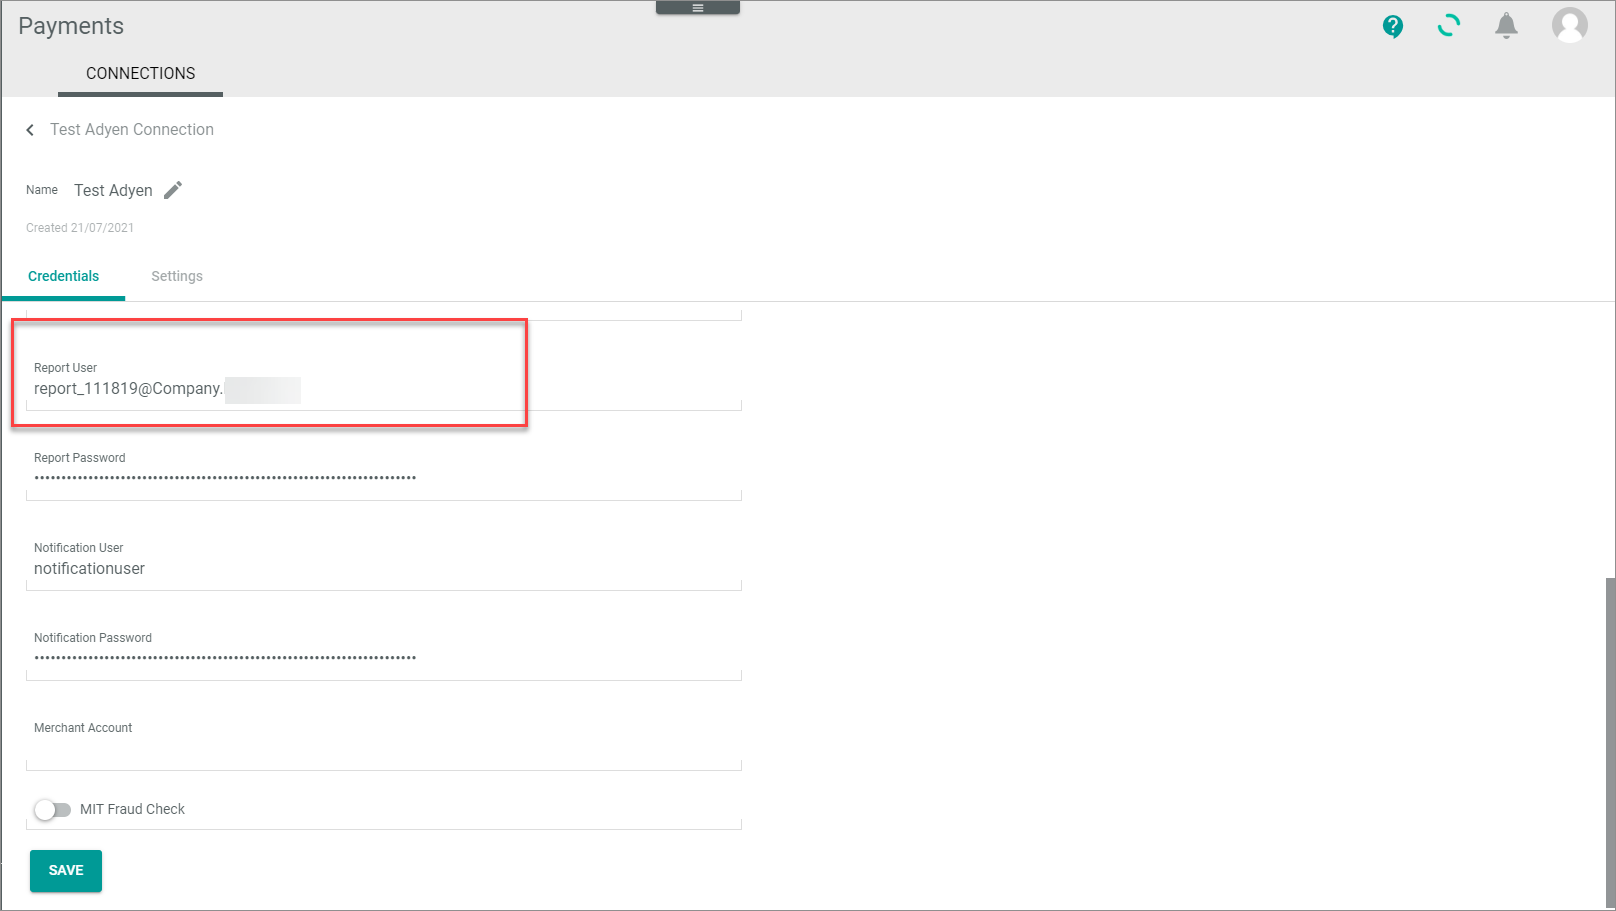 Payments
CONNECTIONS
Test Adyen Connection
Name Test Adyen
Created 21/07/2021
Credentials Settings
Report User
report_111819@Company.
Report Password
Notification User
notificationuser
Notification Password
Merchant Account
MIT Fraud Check
SAVE